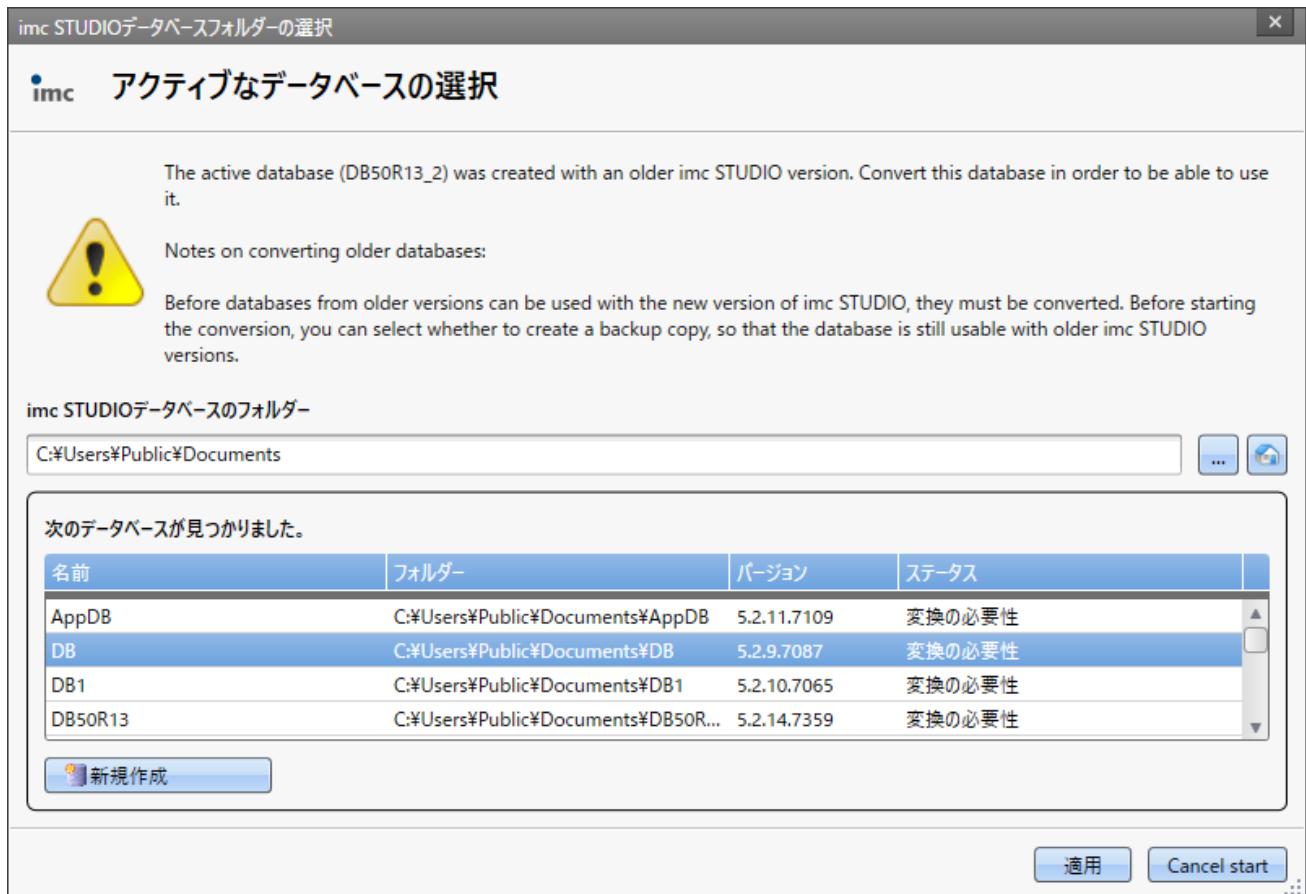 imc STUDIOデータベースフォルダーの選択
imc アクティブなデータベースの選択
The active database (DB50R13_2) was created with an older imc STUDIO version. Convert this database in order to be able to use
it.
Notes on converting older databases:
Before databases from older versions can be used with the new version of imc STUDIO, they must be converted. Before starting
the conversion, you can select whether to create a backup copy, so that the database is still usable with older imc STUDIO
versions.
imc STUDIOデータベースのフォルダー
C:¥Users¥Public¥Documents ...
次のデータベースが見つかりました。
名前 フォルダー バージョン ステータス
AppDB C:¥Users¥Public¥Documents¥AppDB 5.2.11.7109 変換の必要性
DB C:¥Users¥Public¥Documents¥DB 5.2.9.7087 変換の必要性
DB1 C:¥Users¥Public¥Documents¥DB1 5.2.10.7065 変換の必要性
DB50R13 C:¥Users¥Public¥Documents¥DB50R... 5.2.14.7359 変換の必要性
新規作成
適用 Cancel start